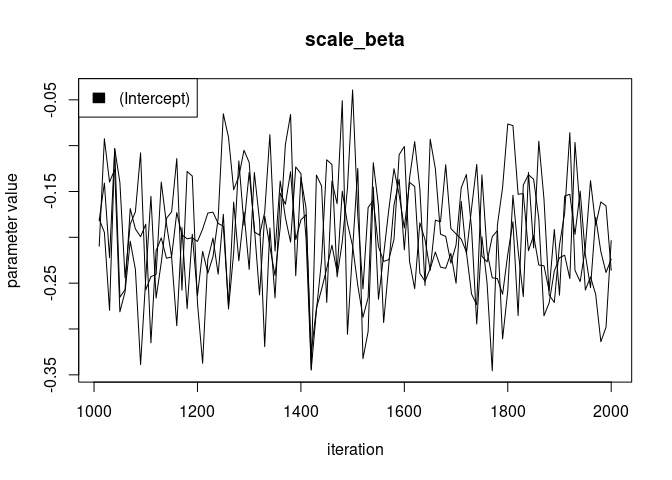 scale_beta
(Intercept)
-0.05
-0.15
-0.25
-0.35
parameter value
1000 1200 1400 1600 1800 2000
iteration